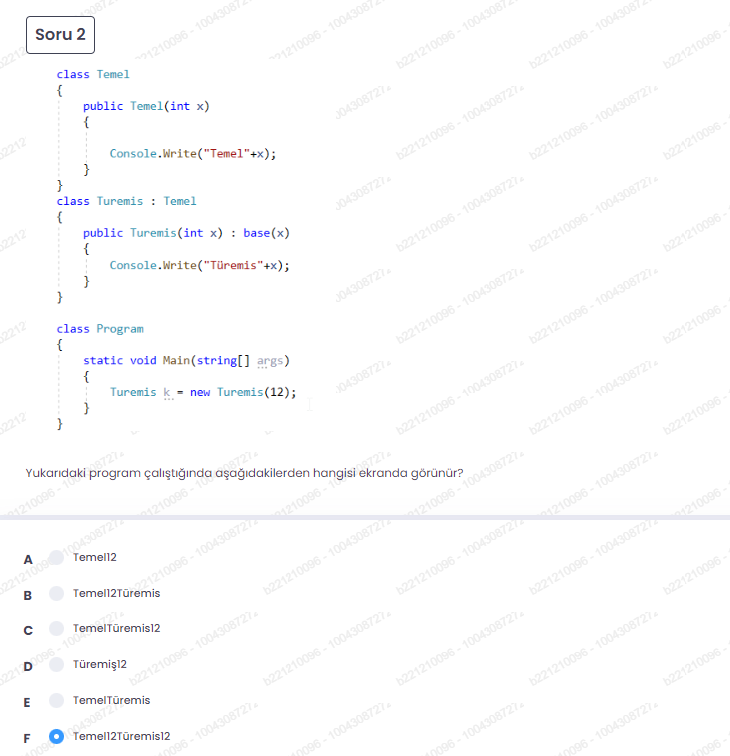 Soru 2
class Temel
{
public Temel(int x)
{
Console.Write("Temel"+x);
}
}
class Turemis : Temel
{
public Turemis(int x) : base(x)
{
Console.Write("Türemis"+x);
}
}
class Program
{
static void Main(string[] args)
{
Turemis k = new Turemis(12);
}
}
Yukarıdaki program çalıştığında aşağıdakilerden hangisi ekranda görünür?
A Temel12
B Temel12Türemis
C TemelTüremis12
D Türemiş12
E TemelTüremis
F Temel12Türemis12